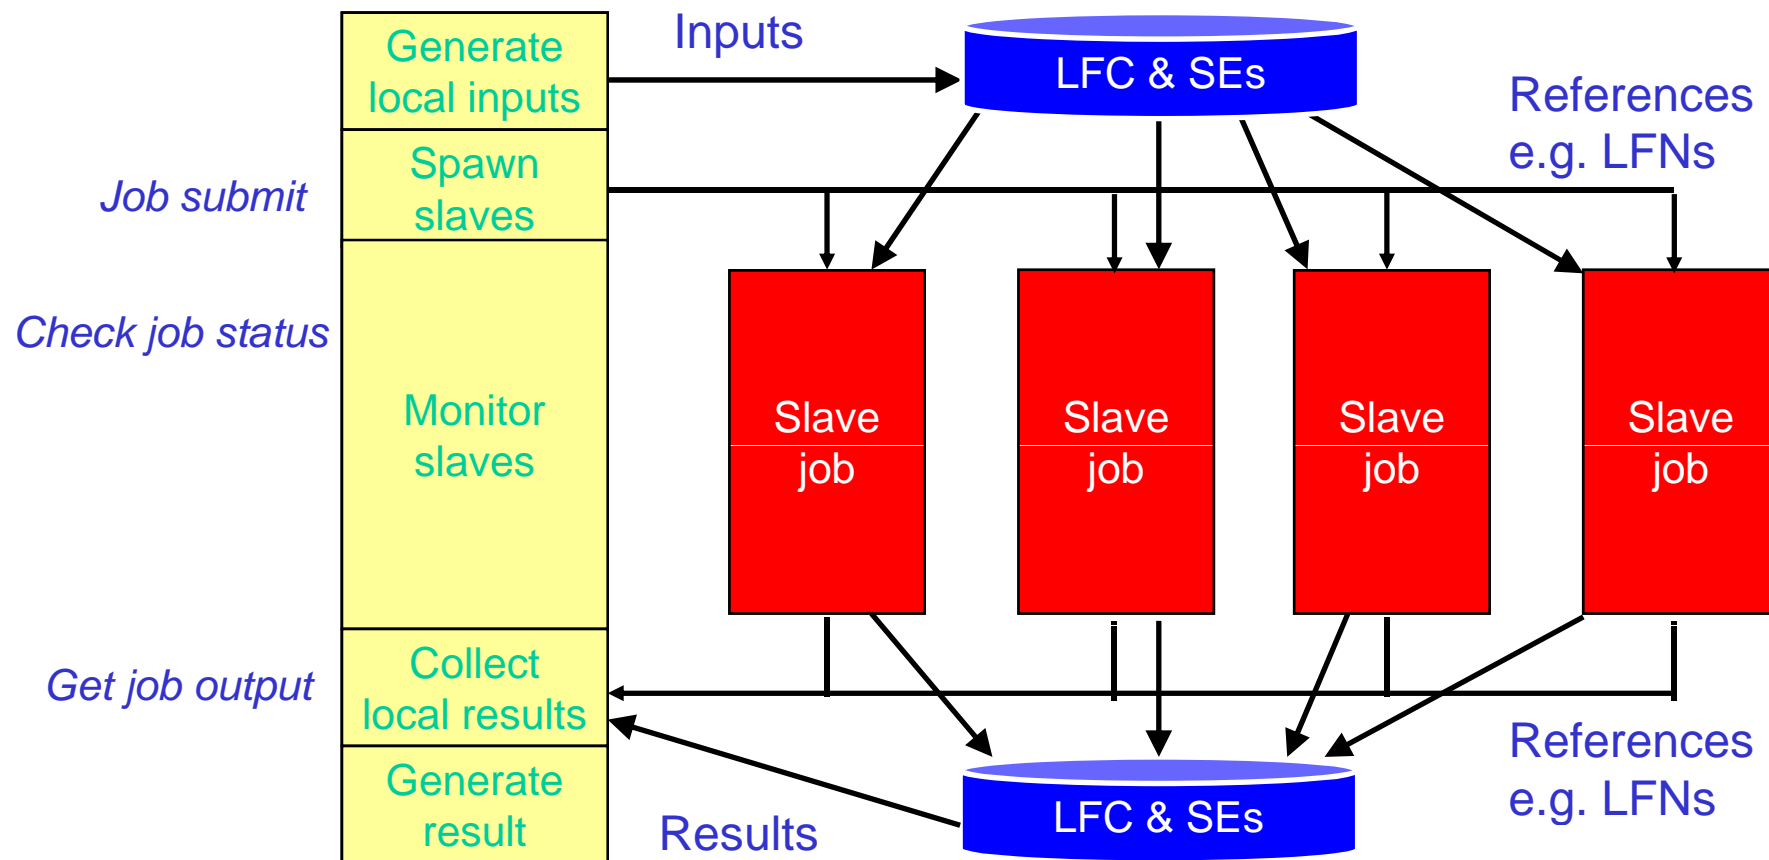 Generate
local inputs
Inputs
LFC & SEs
References
e.g. LFNs
Job submit
Spawn
slaves
Check job status
Monitor
slaves
Slave
job
Slave
job
Slave
job
Slave
job
Get job output
Collect
local results
References
e.g. LFNs
Generate
result
Results
LFC & SEs